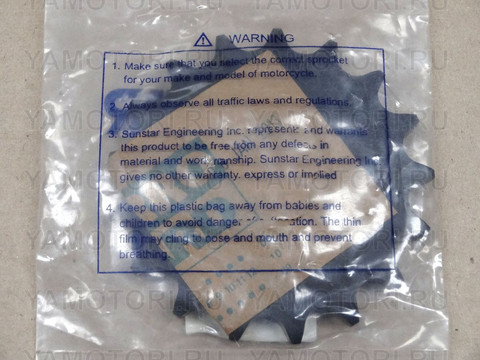 WARNING
1. Make sure that you select the correct sprocket
for your make and model of motorcycle.
2. Always observe all traffic laws and regulations.
3. Sunstar Engineering Inc. represents and warrants
this product to be free from any defects in
material and workmanship. Sunstar Engineering Inc
gives no other warranty, express or implied
4. Keep this plastic bag away from babies and
children to avoid danger of suffocation. The thin
film may cling to nose and mouth and prevent
breathing.
YAMOTORI.RU